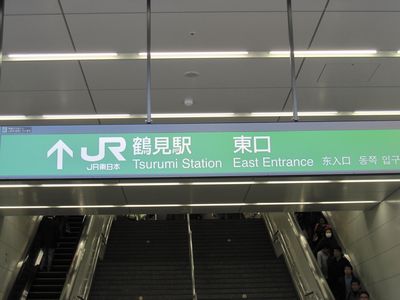 ↑ JR 鶴見駅 東口
JR東日本 Tsurumi Station East Entrance 东入口 동쪽 입구